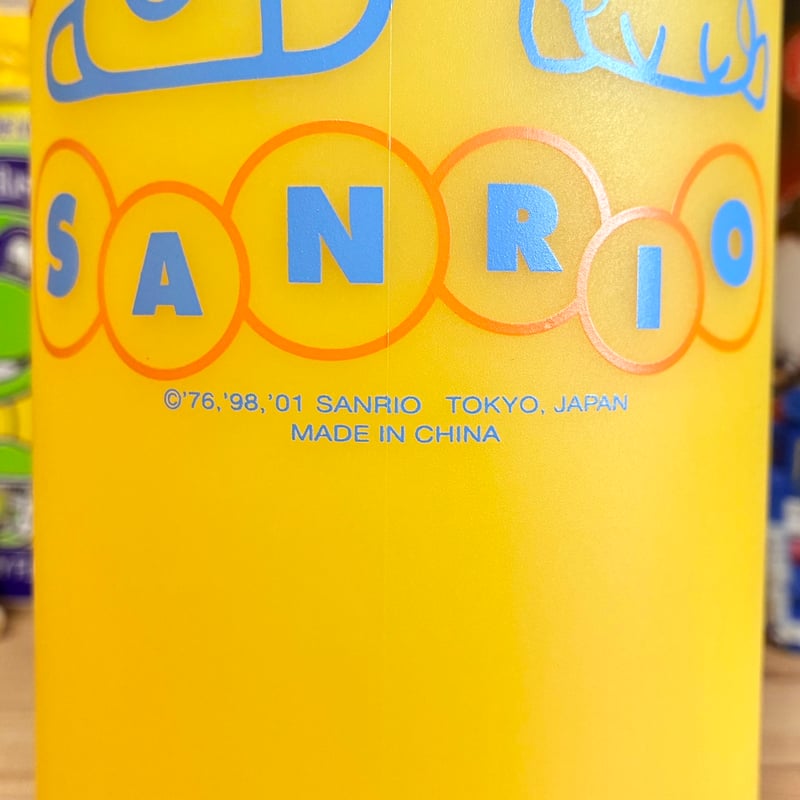 SANRIO
©'76,'98,'01 SANRIO TOKYO, JAPAN
MADE IN CHINA